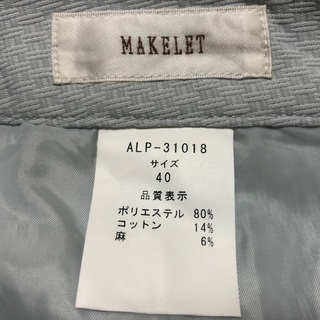 MAKELET
ALP-31018
サイズ
40
品質表示
ポリエステル 80%
コットン 14%
麻 6%